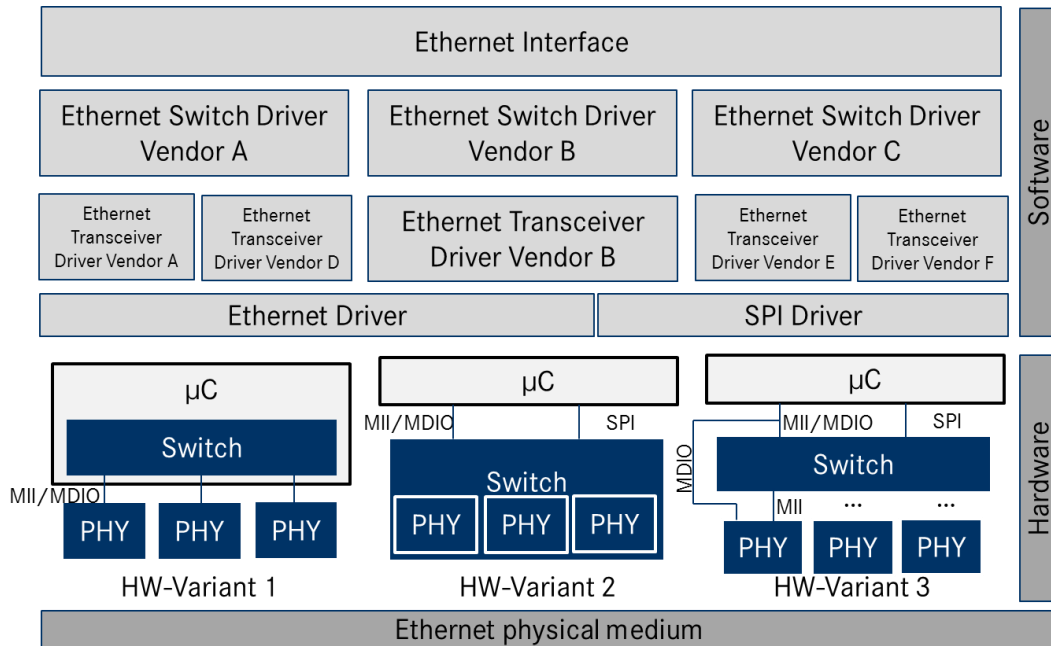 Ethernet Interface
Software
Ethernet Switch Driver
Vendor A
Ethernet Switch Driver
Vendor B
Ethernet Switch Driver
Vendor C
Ethernet
Transceiver
Driver Vendor A
Ethernet
Transceiver
Driver Vendor D
Ethernet Transceiver
Driver Vendor B
Ethernet
Transceiver
Driver Vendor E
Ethernet
Transceiver
Driver Vendor F
Ethernet Driver
SPI Driver
Hardware
µC
Switch
MII/MDIO
PHY
PHY
PHY
HW-Variant 1
µC
MII/MDIO
SPI
Switch
PHY
PHY
PHY
HW-Variant 2
µC
MII/MDIO
SPI
MDIO
Switch
MII
...
...
PHY
PHY
PHY
HW-Variant 3
Ethernet physical medium